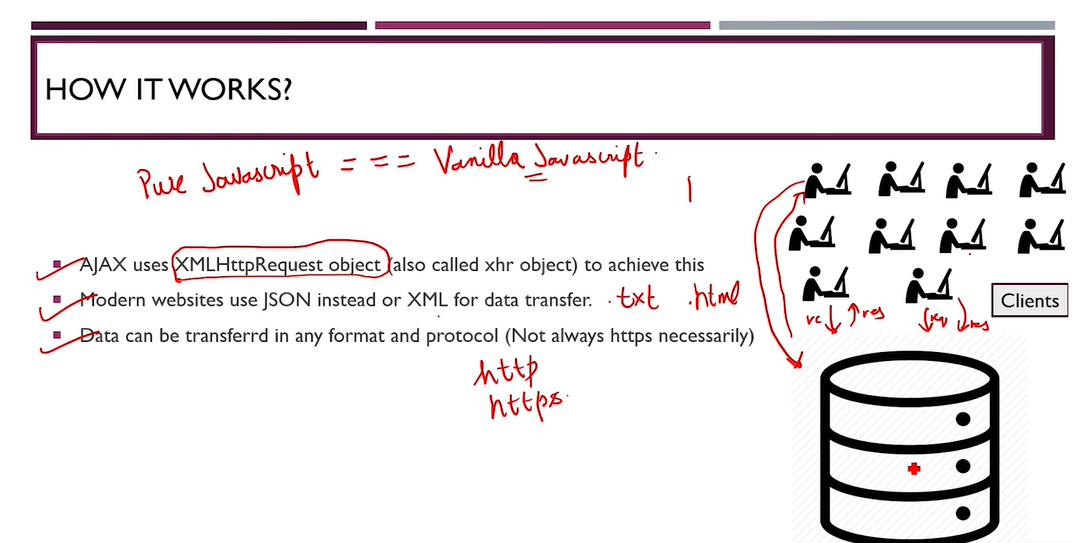 HOW IT WORKS?
Pure Javascript = = = Vanilla Javascript.
AJAX uses XMLHttpRequest object (also called xhr object) to achieve this
Modern websites use JSON instead or XML for data transfer. .txt .html
Data can be transferrd in any format and protocol (Not always https necessarily)
http
https
Clients
res
req res